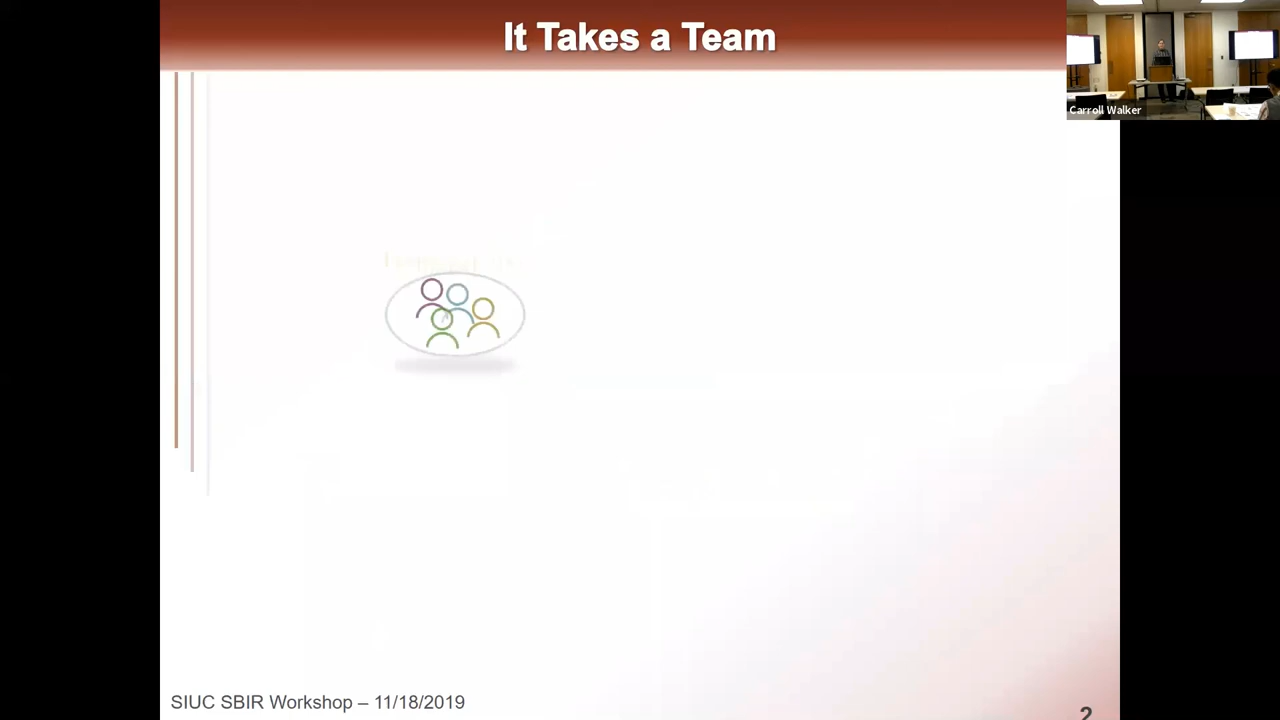 It Takes a Team
Carroll Walker
SIUC SBIR Workshop – 11/18/2019
2